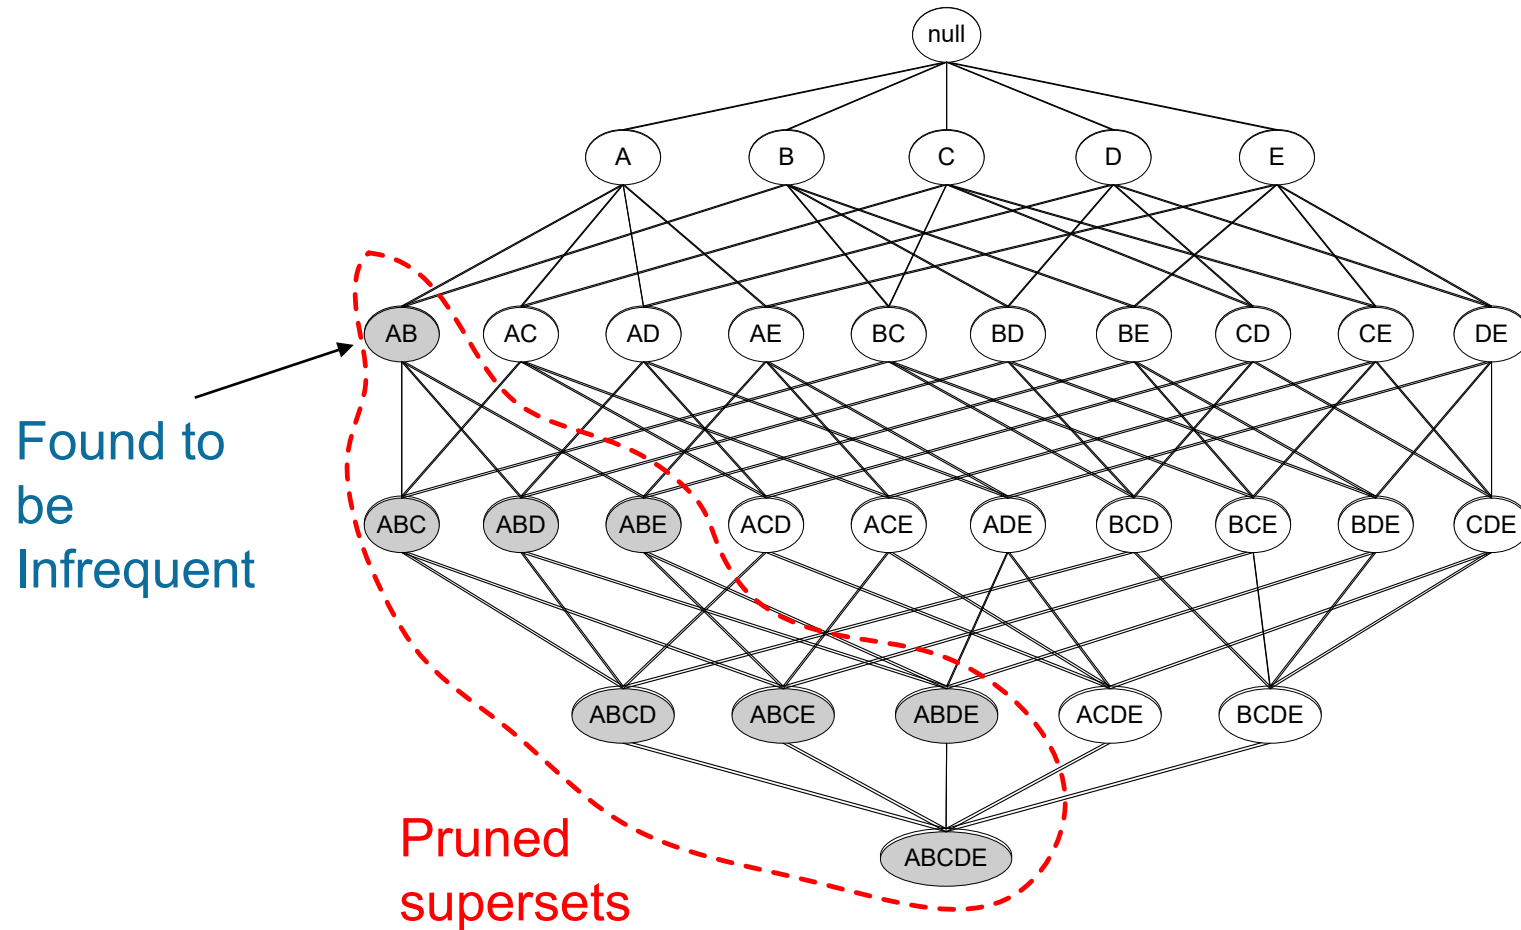 null
A B C D E
AB AC AD AE BC BD BE CD CE DE
Found to
be
Infrequent
ABC ABD ABE ACD ACE ADE BCD BCE BDE CDE
ABCD ABCE ABDE ACDE BCDE
Pruned
supersets
ABCDE